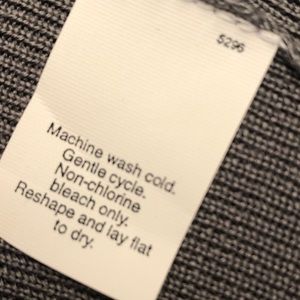 5296
Machine wash cold.
Gentle cycle.
Non-chlorine
bleach only.
Reshape and lay flat
to dry.